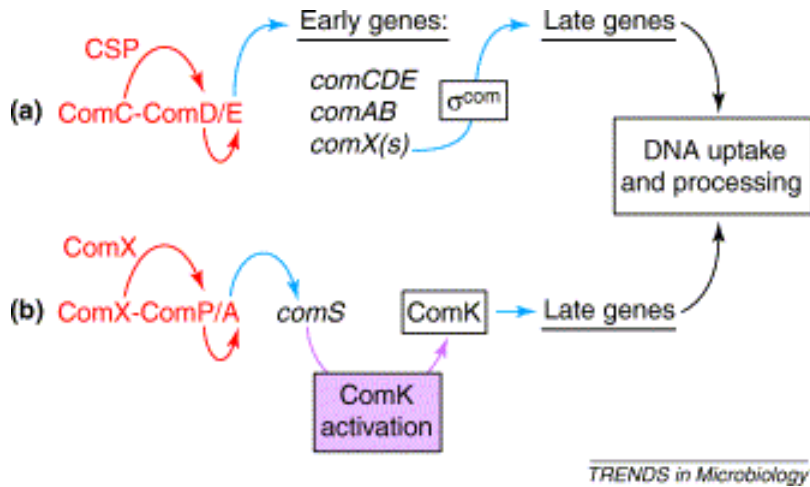 Early genes:
Late genes
CSP
comCDE
σcom
comAB
(a) ComC-ComD/E
comX(s)
DNA uptake
and processing
ComX
(b) ComX-ComP/A
comS
ComK
Late genes
ComK
activation
TRENDS in Microbiology